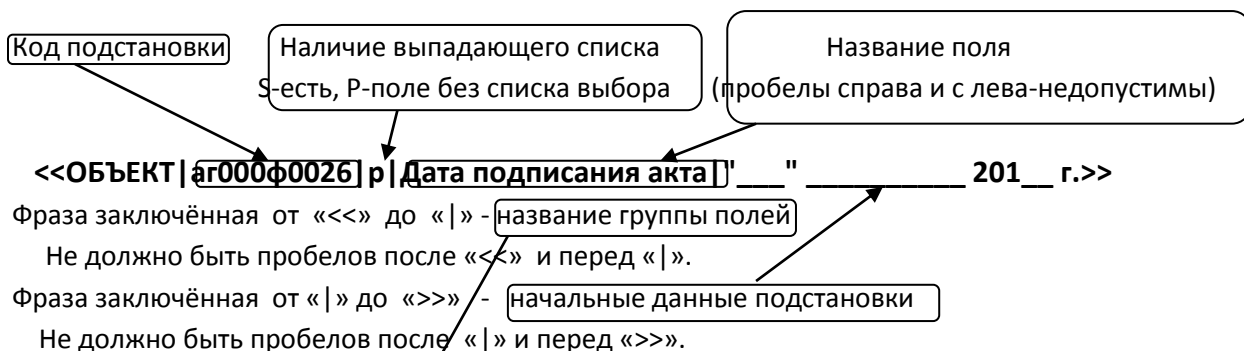 Код подстановки
Наличие выпадающего списка
S-есть, P-поле без списка выбора
Название поля
(пробелы справа и с лева-недопустимы)
<<ОБЪЕКТ|аг000ф0026|р|Дата подписания акта|"___" ___________ 201__ г.>>
Фраза заключённая от «<<» до «|» - название группы полей
Не должно быть пробелов после «<<» и перед «|».
Фраза заключённая от «|» до «>>» - начальные данные подстановки
Не должно быть пробелов после «|» и перед «>>».